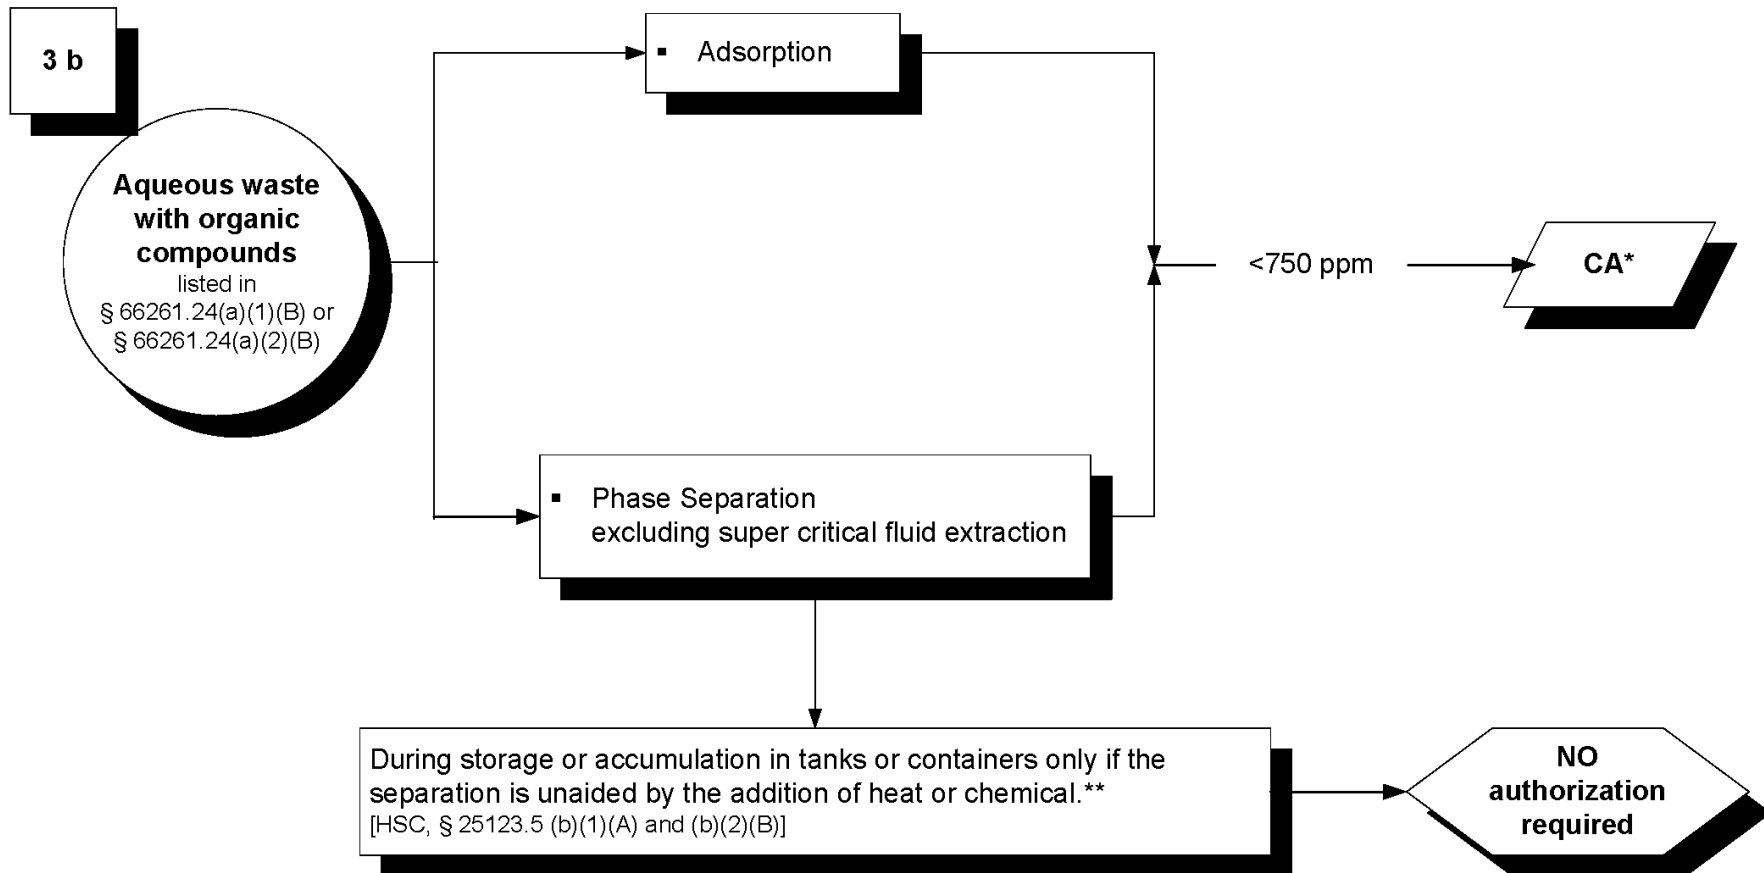 3 b
▪ Adsorption
Aqueous waste
with organic
compounds
listed in
§ 66261.24(a)(1)(B) or
§ 66261.24(a)(2)(B)
<750 ppm
CA*
▪ Phase Separation
excluding super critical fluid extraction
During storage or accumulation in tanks or containers only if the
separation is unaided by the addition of heat or chemical.**
[HSC, § 25123.5 (b)(1)(A) and (b)(2)(B)]
NO
authorization
required